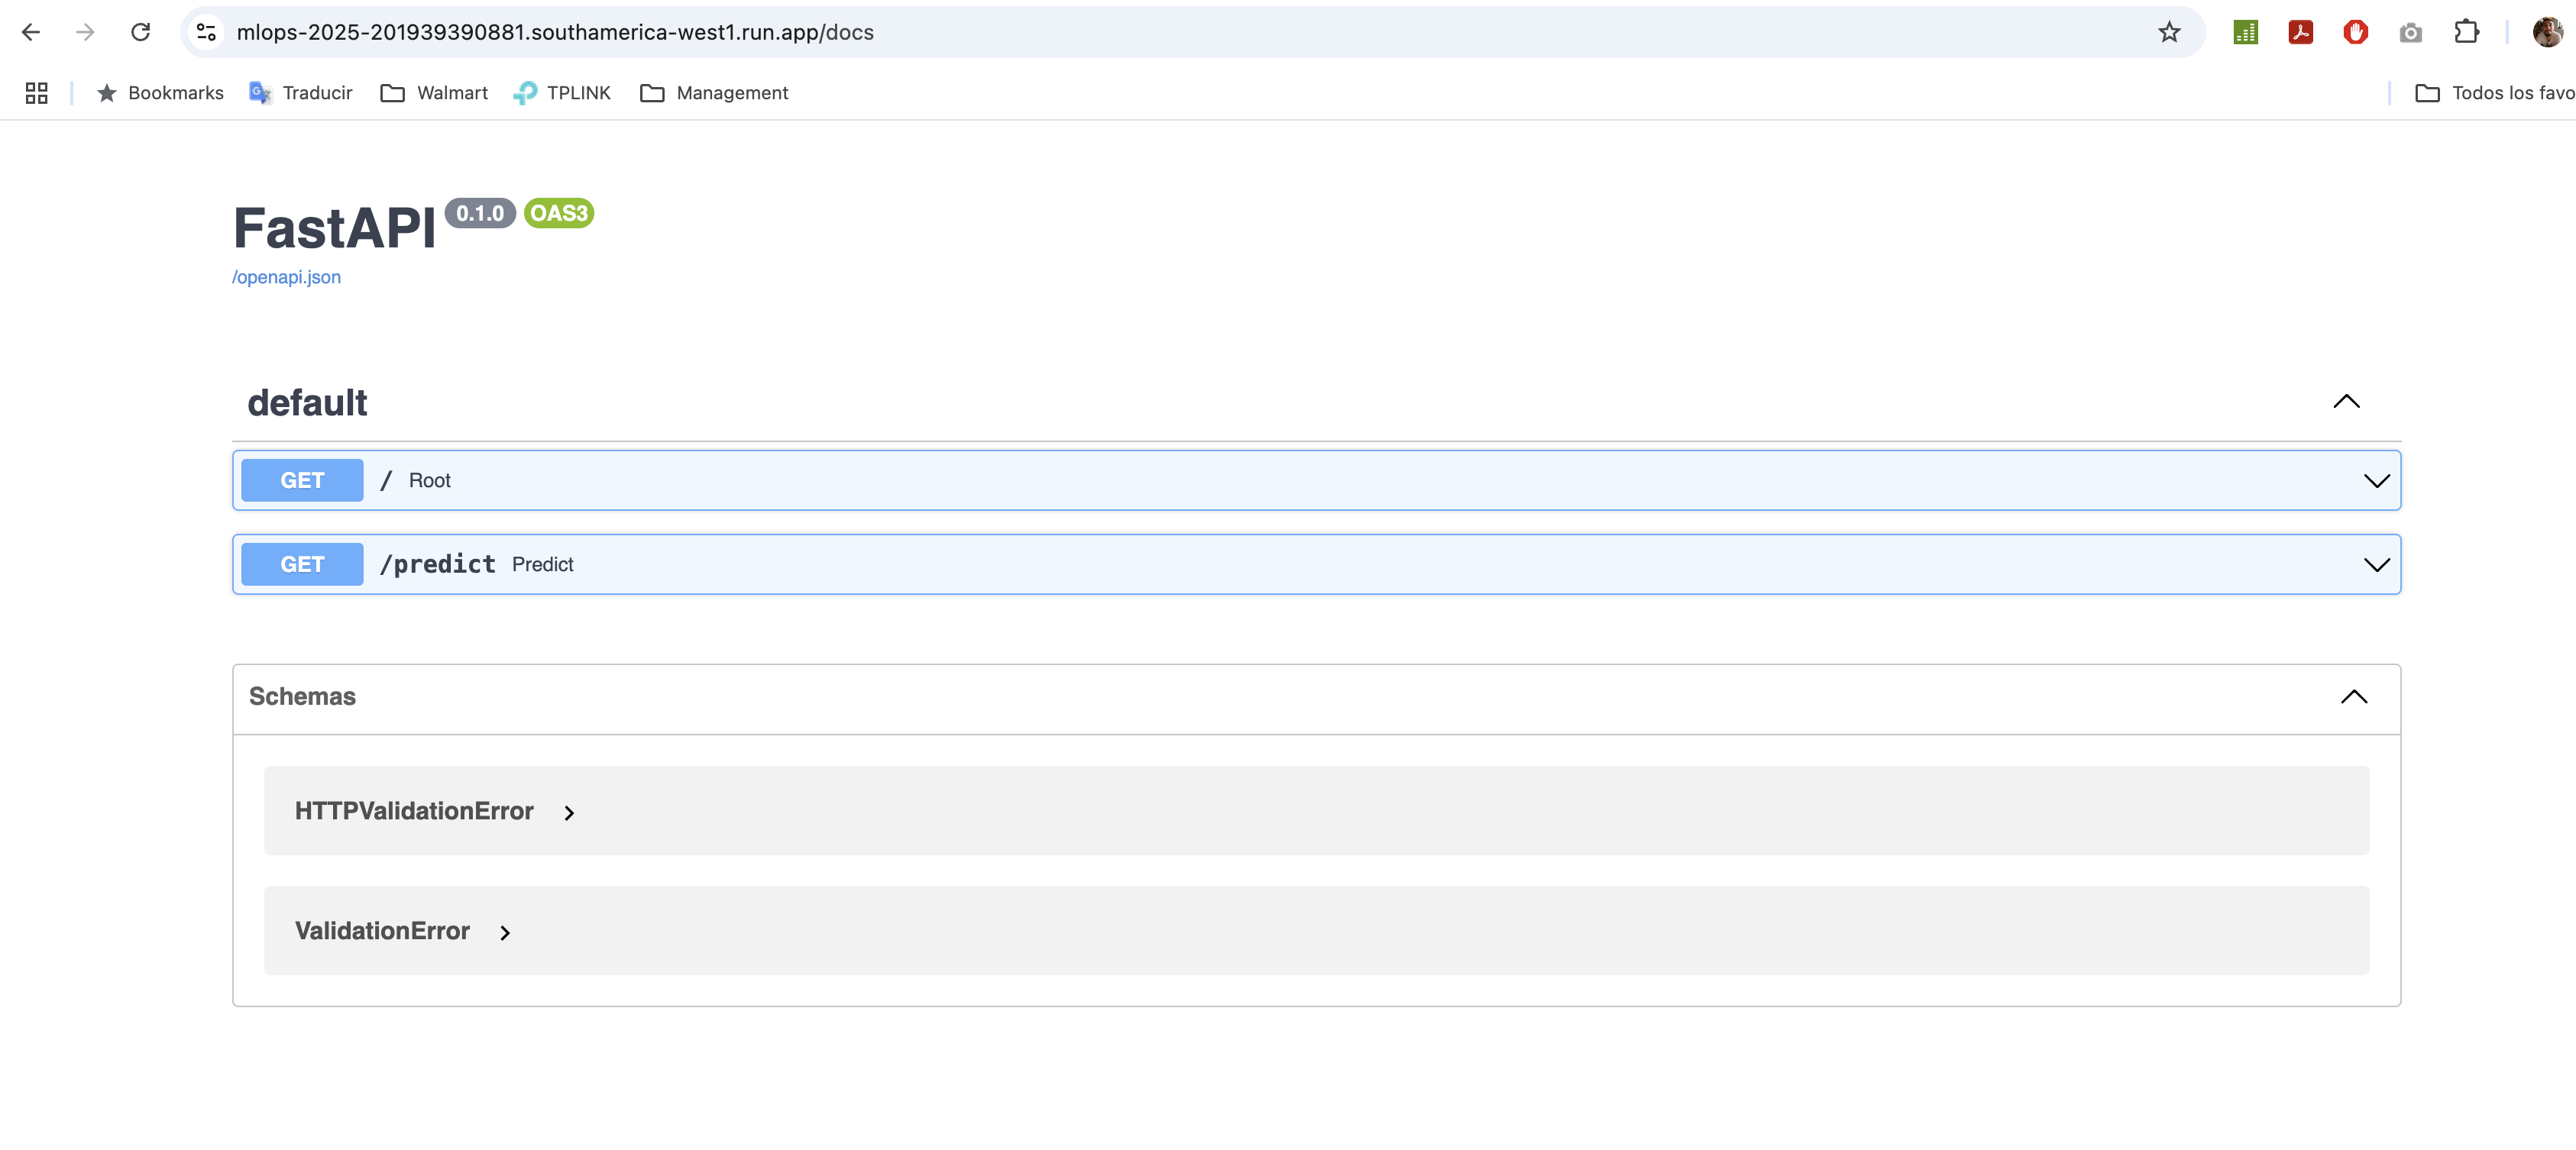 mlops-2025-201939390881.southamerica-west1.run.app/docs
Bookmarks Traducir Walmart TPLINK Management Todos los favo
FastAPI 0.1.0 OAS3
/openapi.json
default
GET / Root
GET /predict Predict
Schemas
HTTPValidationError
ValidationError